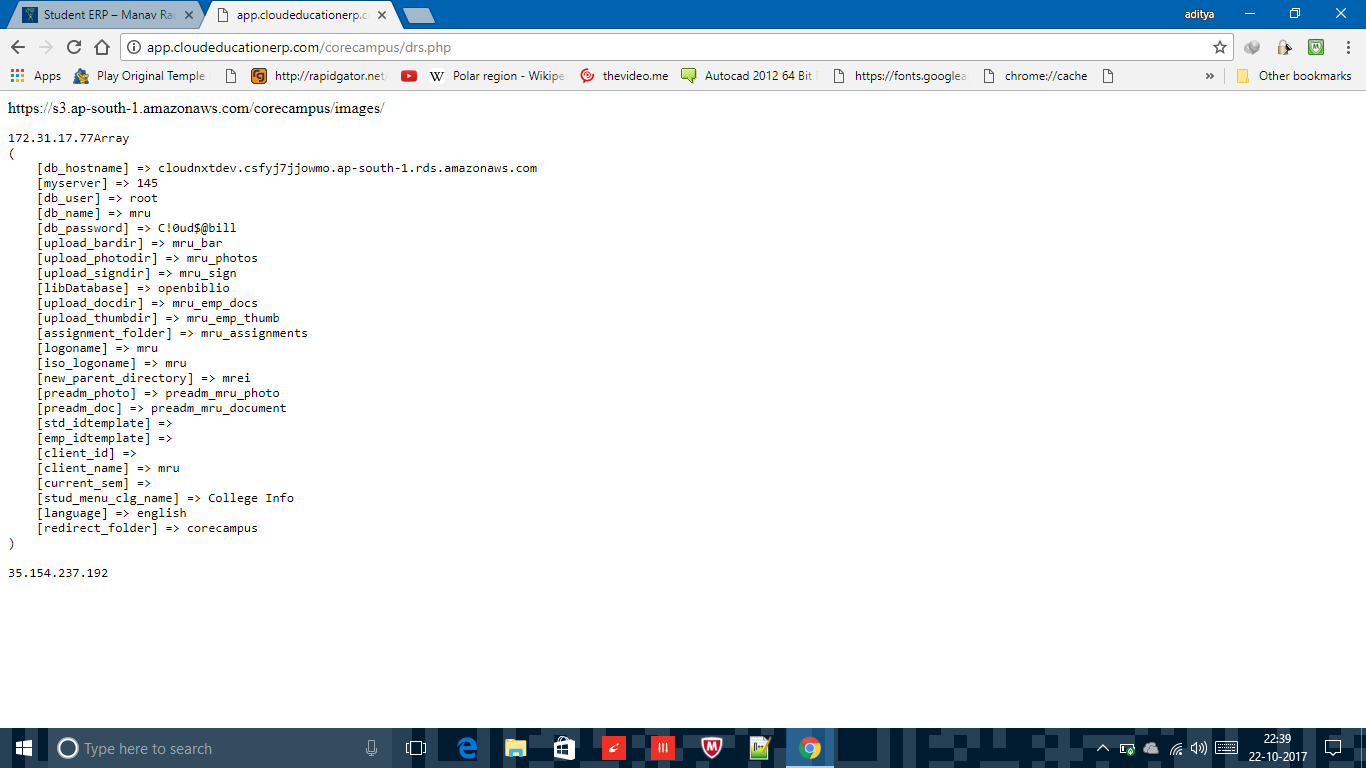 Student ERP – Manav Ra
app.cloudeducationerp.c
aditya
app.cloudeducationerp.com/corecampus/drs.php
Apps
Play Original Temple
http://rapidgator.net
Polar region - Wikipe
thevideo.me
Autocad 2012 64 Bit
https://fonts.googlea
chrome://cache
»
Other bookmarks
https://s3.ap-south-1.amazonaws.com/corecampus/images/
172.31.17.77Array
(
[db_hostname] => cloudnxtdev.csfyj7jjowmo.ap-south-1.rds.amazonaws.com
[myserver] => 145
[db_user] => root
[db_name] => mru
[db_password] => C!0ud$@bill
[upload_bardir] => mru_bar
[upload_photodir] => mru_photos
[upload_signdir] => mru_sign
[libDatabase] => openbiblio
[upload_docdir] => mru_emp_docs
[upload_thumbdir] => mru_emp_thumb
[assignment_folder] => mru_assignments
[logoname] => mru
[iso_logoname] => mru
[new_parent_directory] => mrei
[preadm_photo] => preadm_mru_photo
[preadm_doc] => preadm_mru_document
[std_idtemplate] =>
[emp_idtemplate] =>
[client_id] =>
[client_name] => mru
[current_sem] =>
[stud_menu_clg_name] => College Info
[language] => english
[redirect_folder] => corecampus
)
35.154.237.192
Type here to search
22:39
22-10-2017